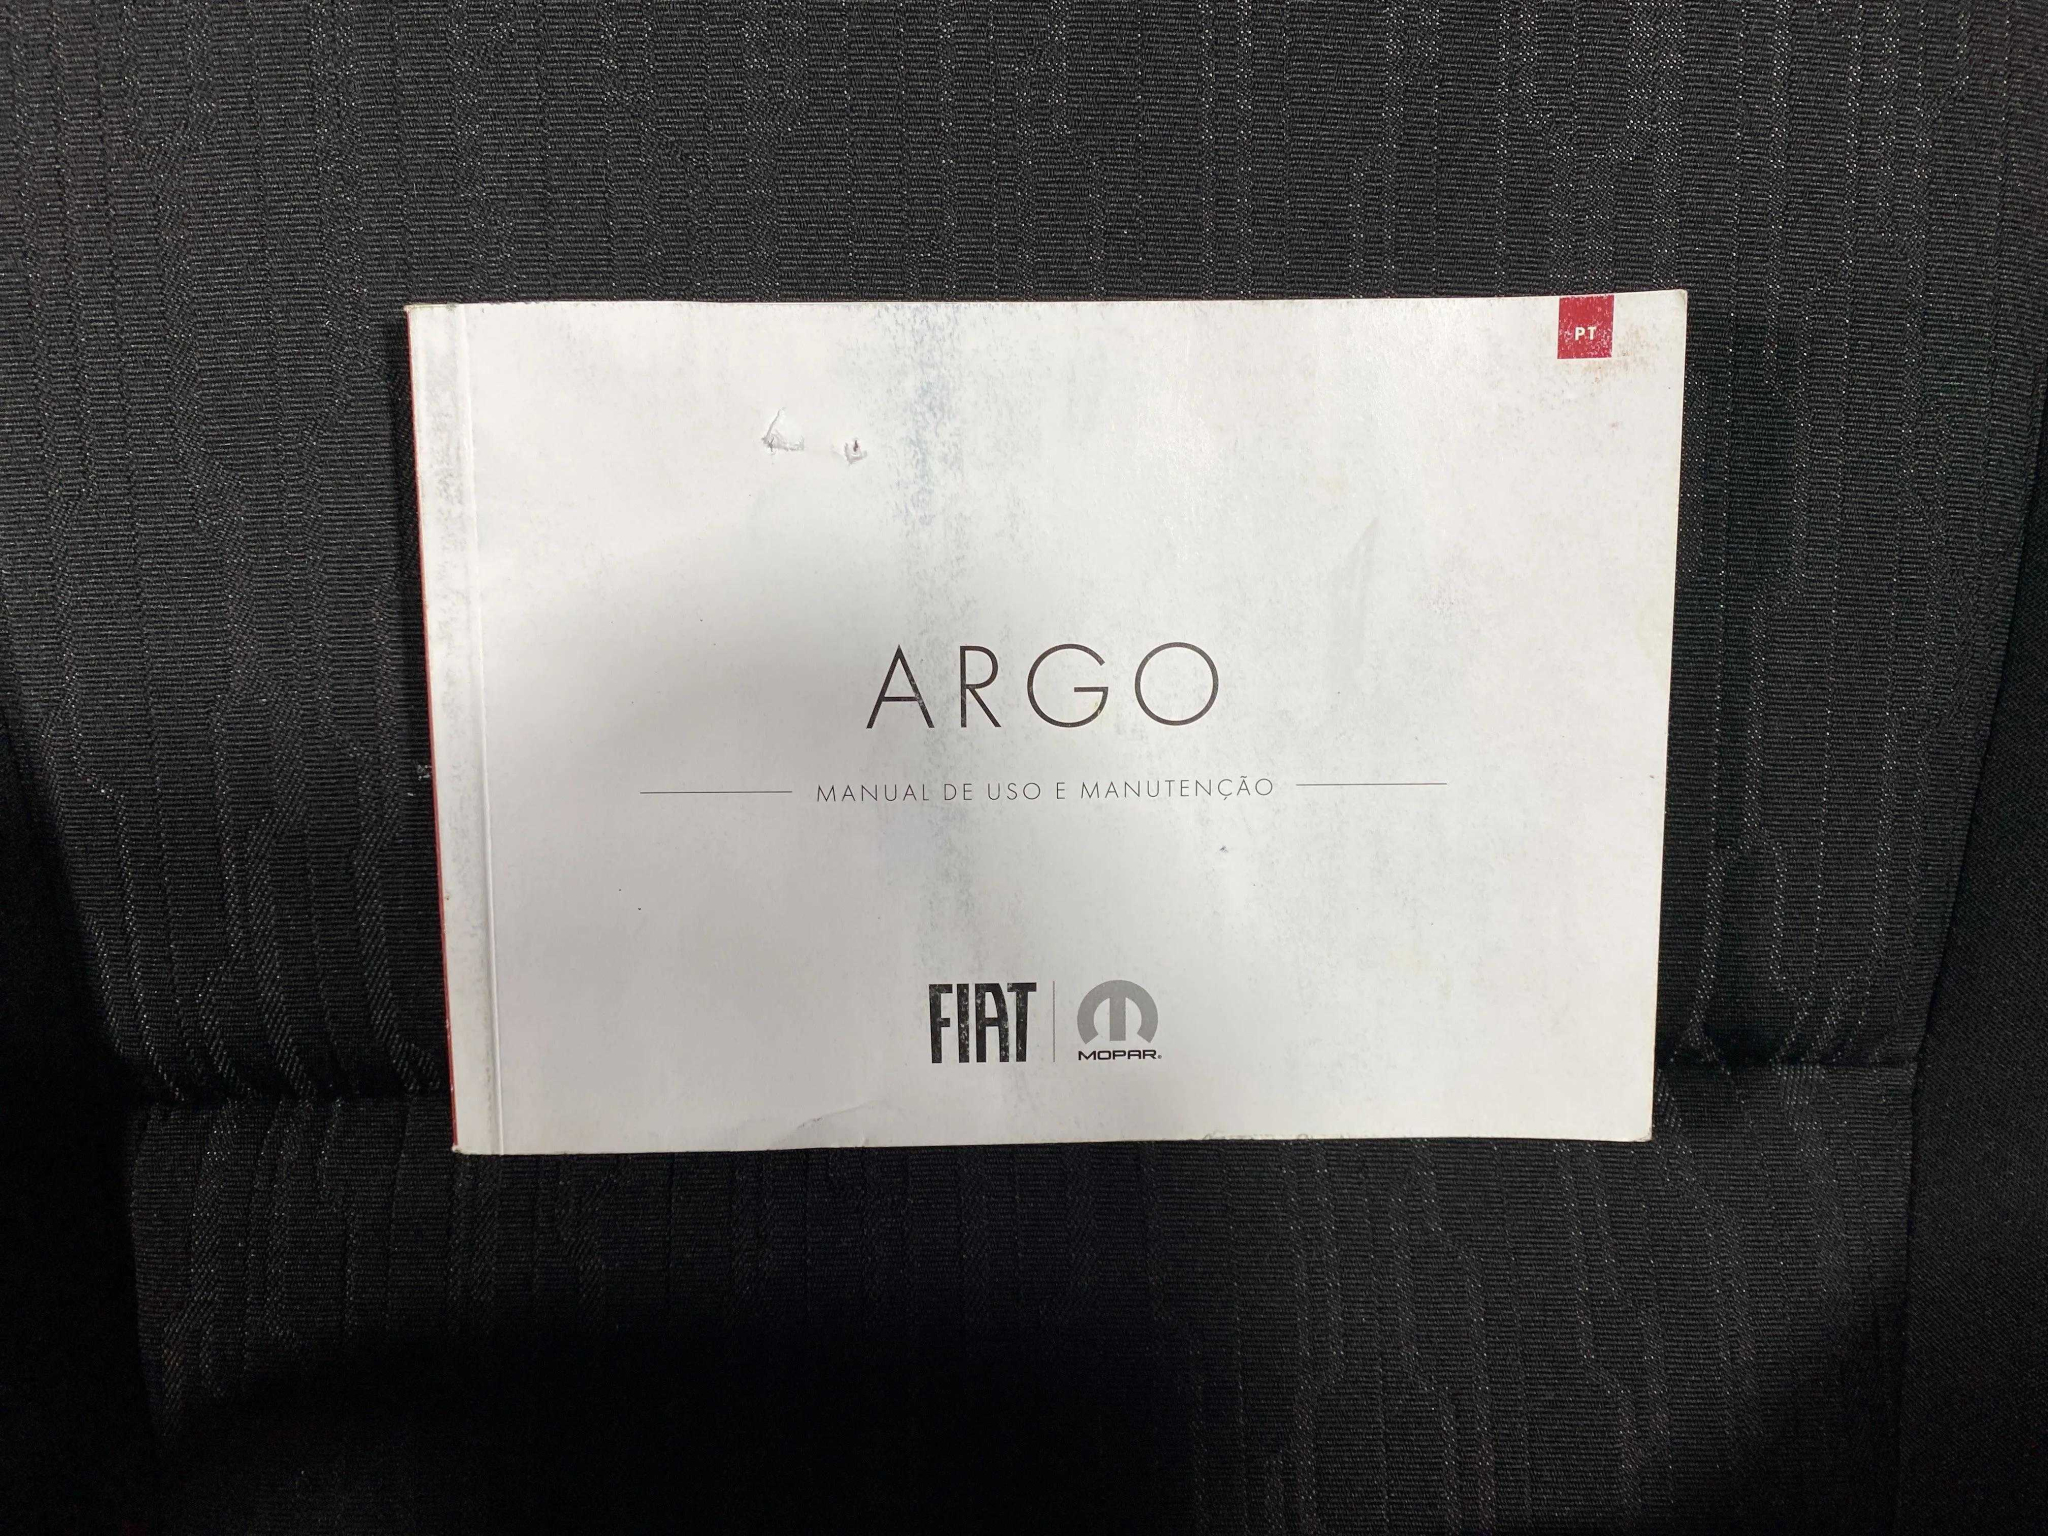 PT
ARGO
MANUAL DE USO E MANUTENÇÃO
FIAT
MOPAR®